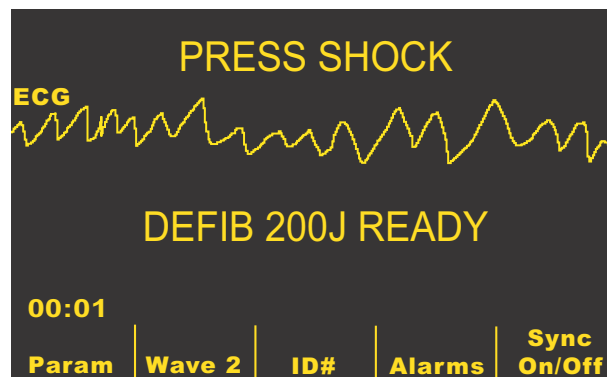 PRESS SHOCK
ECG
DEFIB 200J READY
00:01
Param Wave 2 ID# Alarms Sync On/Off